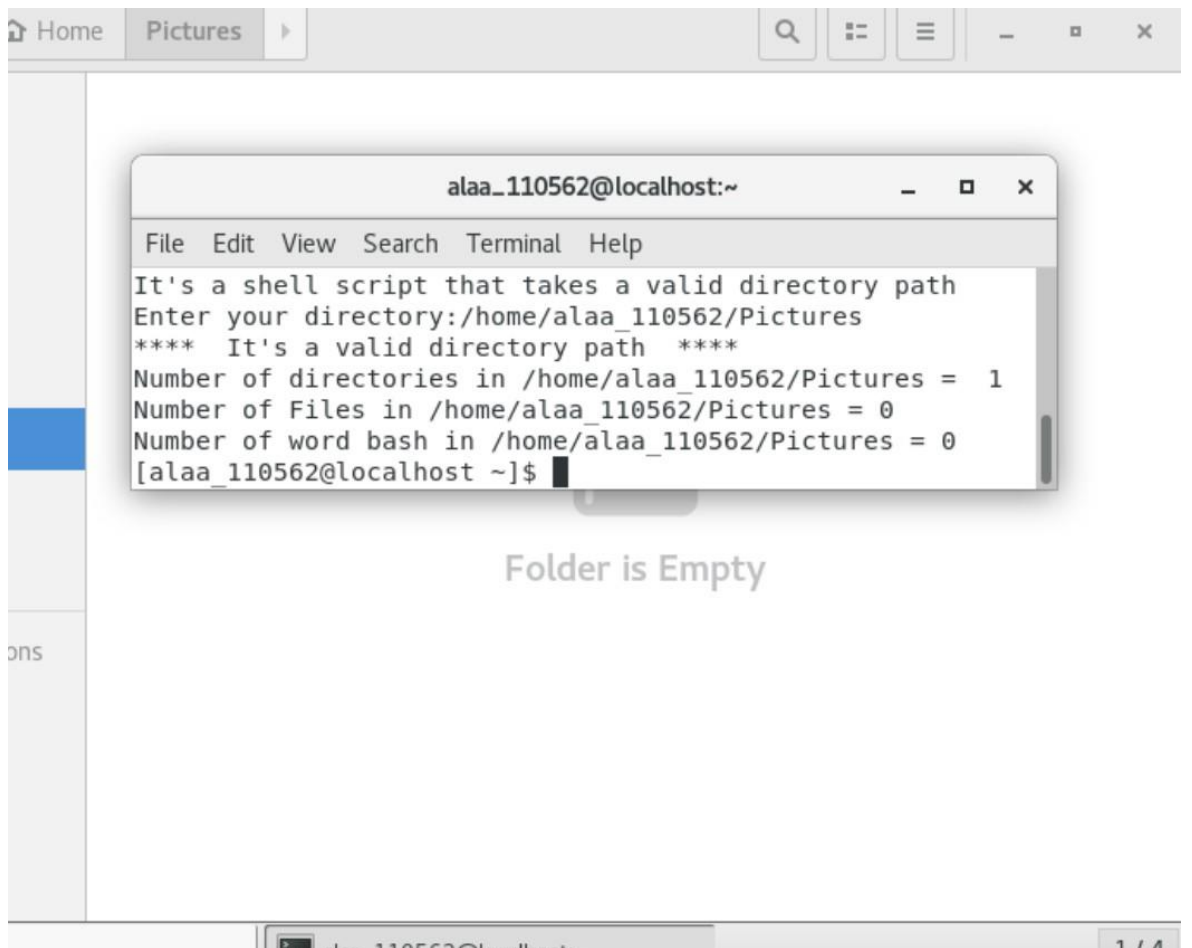 Home Pictures
alaa_110562@localhost:~
File Edit View Search Terminal Help
It's a shell script that takes a valid directory path
Enter your directory:/home/alaa_110562/Pictures
**** It's a valid directory path ****
Number of directories in /home/alaa_110562/Pictures = 1
Number of Files in /home/alaa_110562/Pictures = 0
Number of word bash in /home/alaa_110562/Pictures = 0
[alaa_110562@localhost ~]$
Folder is Empty
ons
1 / 4